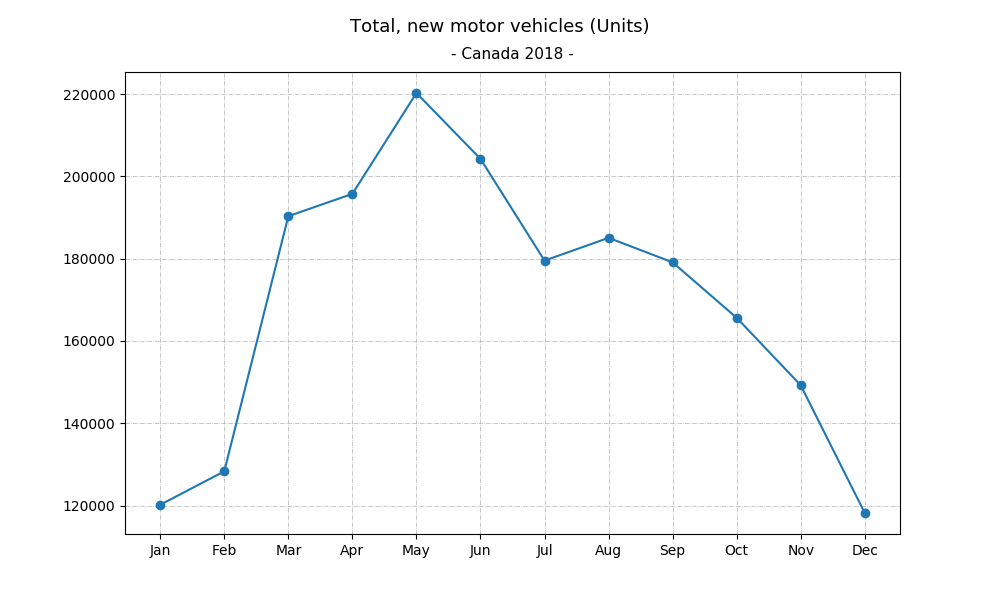 Total, new motor vehicles (Units)
- Canada 2018 -
220000
200000
180000
160000
140000
120000
Jan Feb Mar Apr May Jun Jul Aug Sep Oct Nov Dec